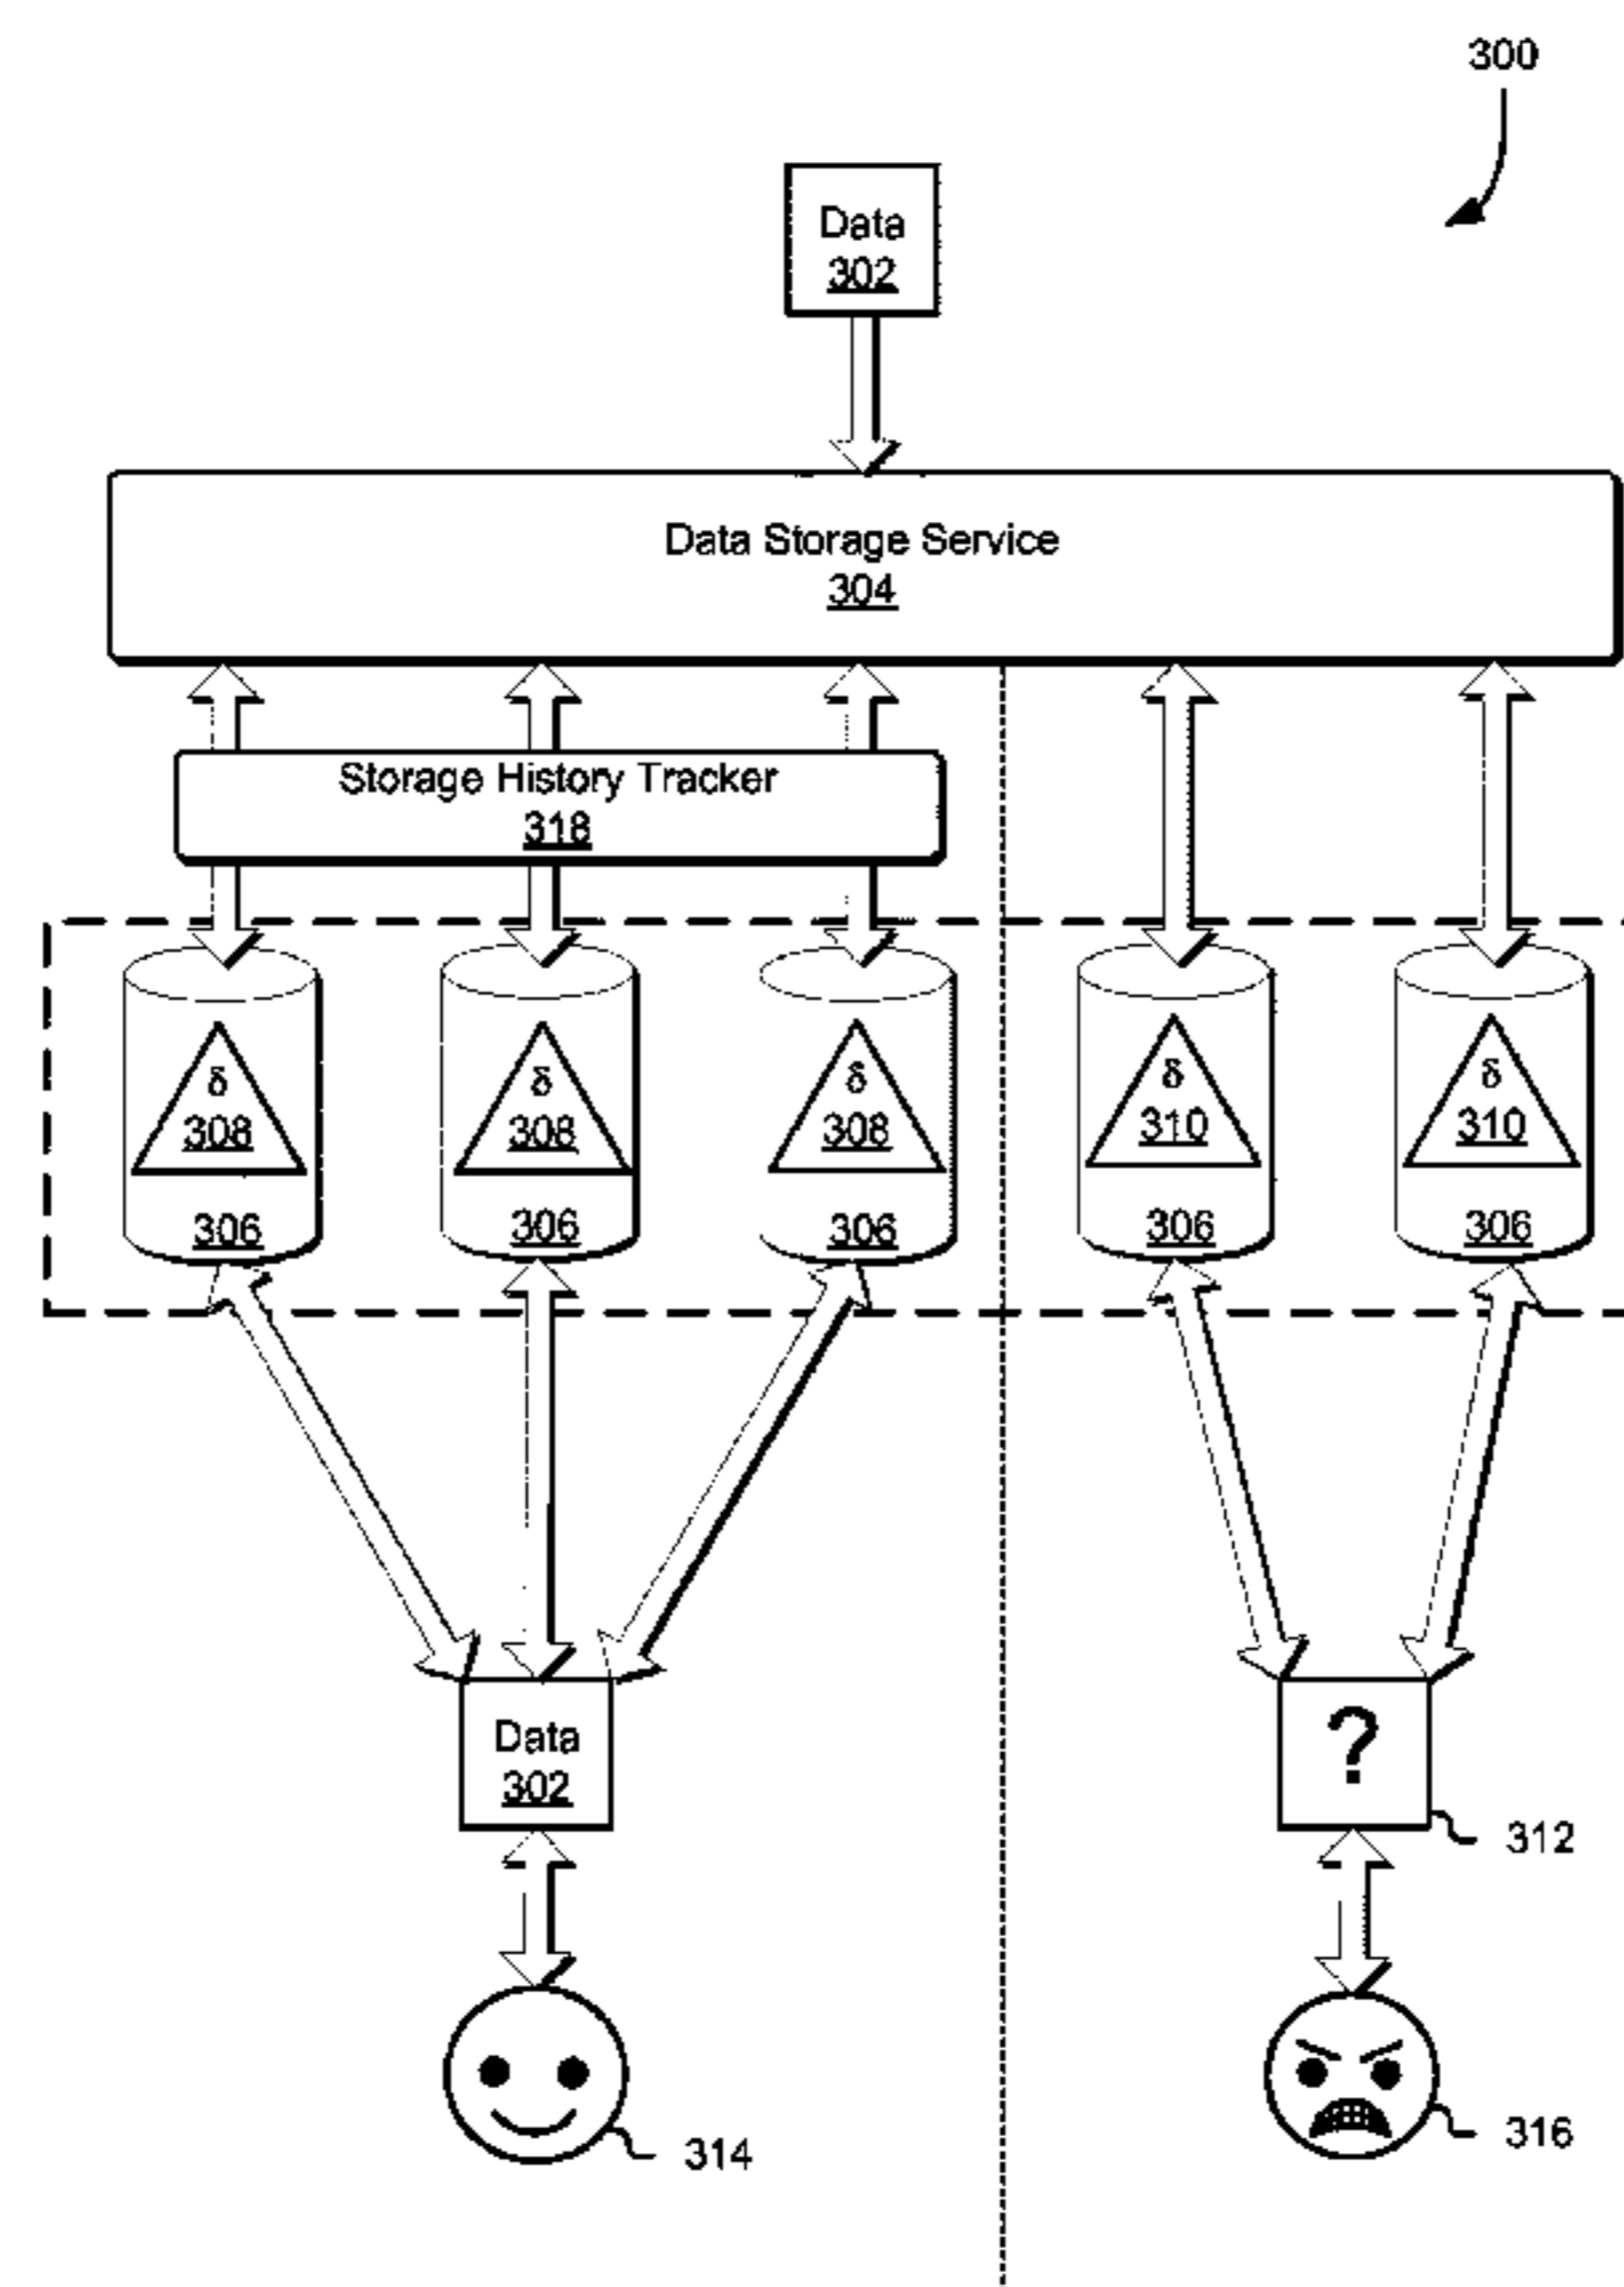 300
Data
302
Data Storage Service
304
Storage History Tracker
318
δ δ δ δ δ
308 308 308 310 310
306 306 306 306 306
Data
302
?
312
314
316